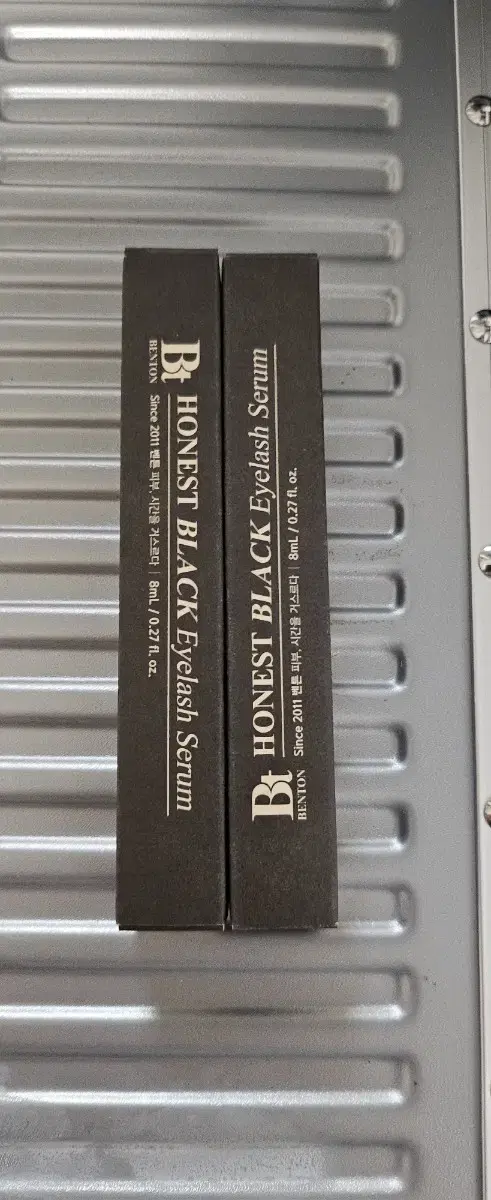 Bt
BENTON
HONEST BLACK Eyelash Serum
Since 2011 벤튼 피부, 시간을 거스르다 | 8mL / 0.27 fl. oz.
Bt
BENTON
HONEST BLACK Eyelash Serum
Since 2011 벤튼 피부, 시간을 거스르다 | 8mL / 0.27 fl. oz.